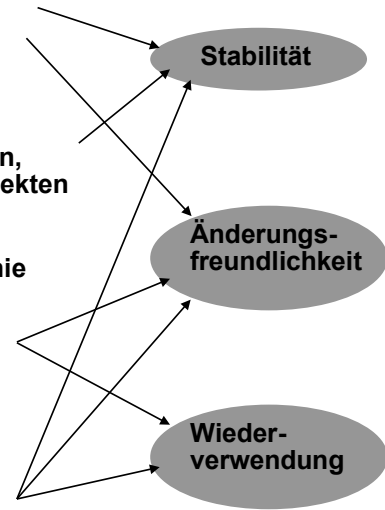 Stabilität
n,
ekten
nie
Änderungs-
freundlichkeit
Wieder-
verwendung